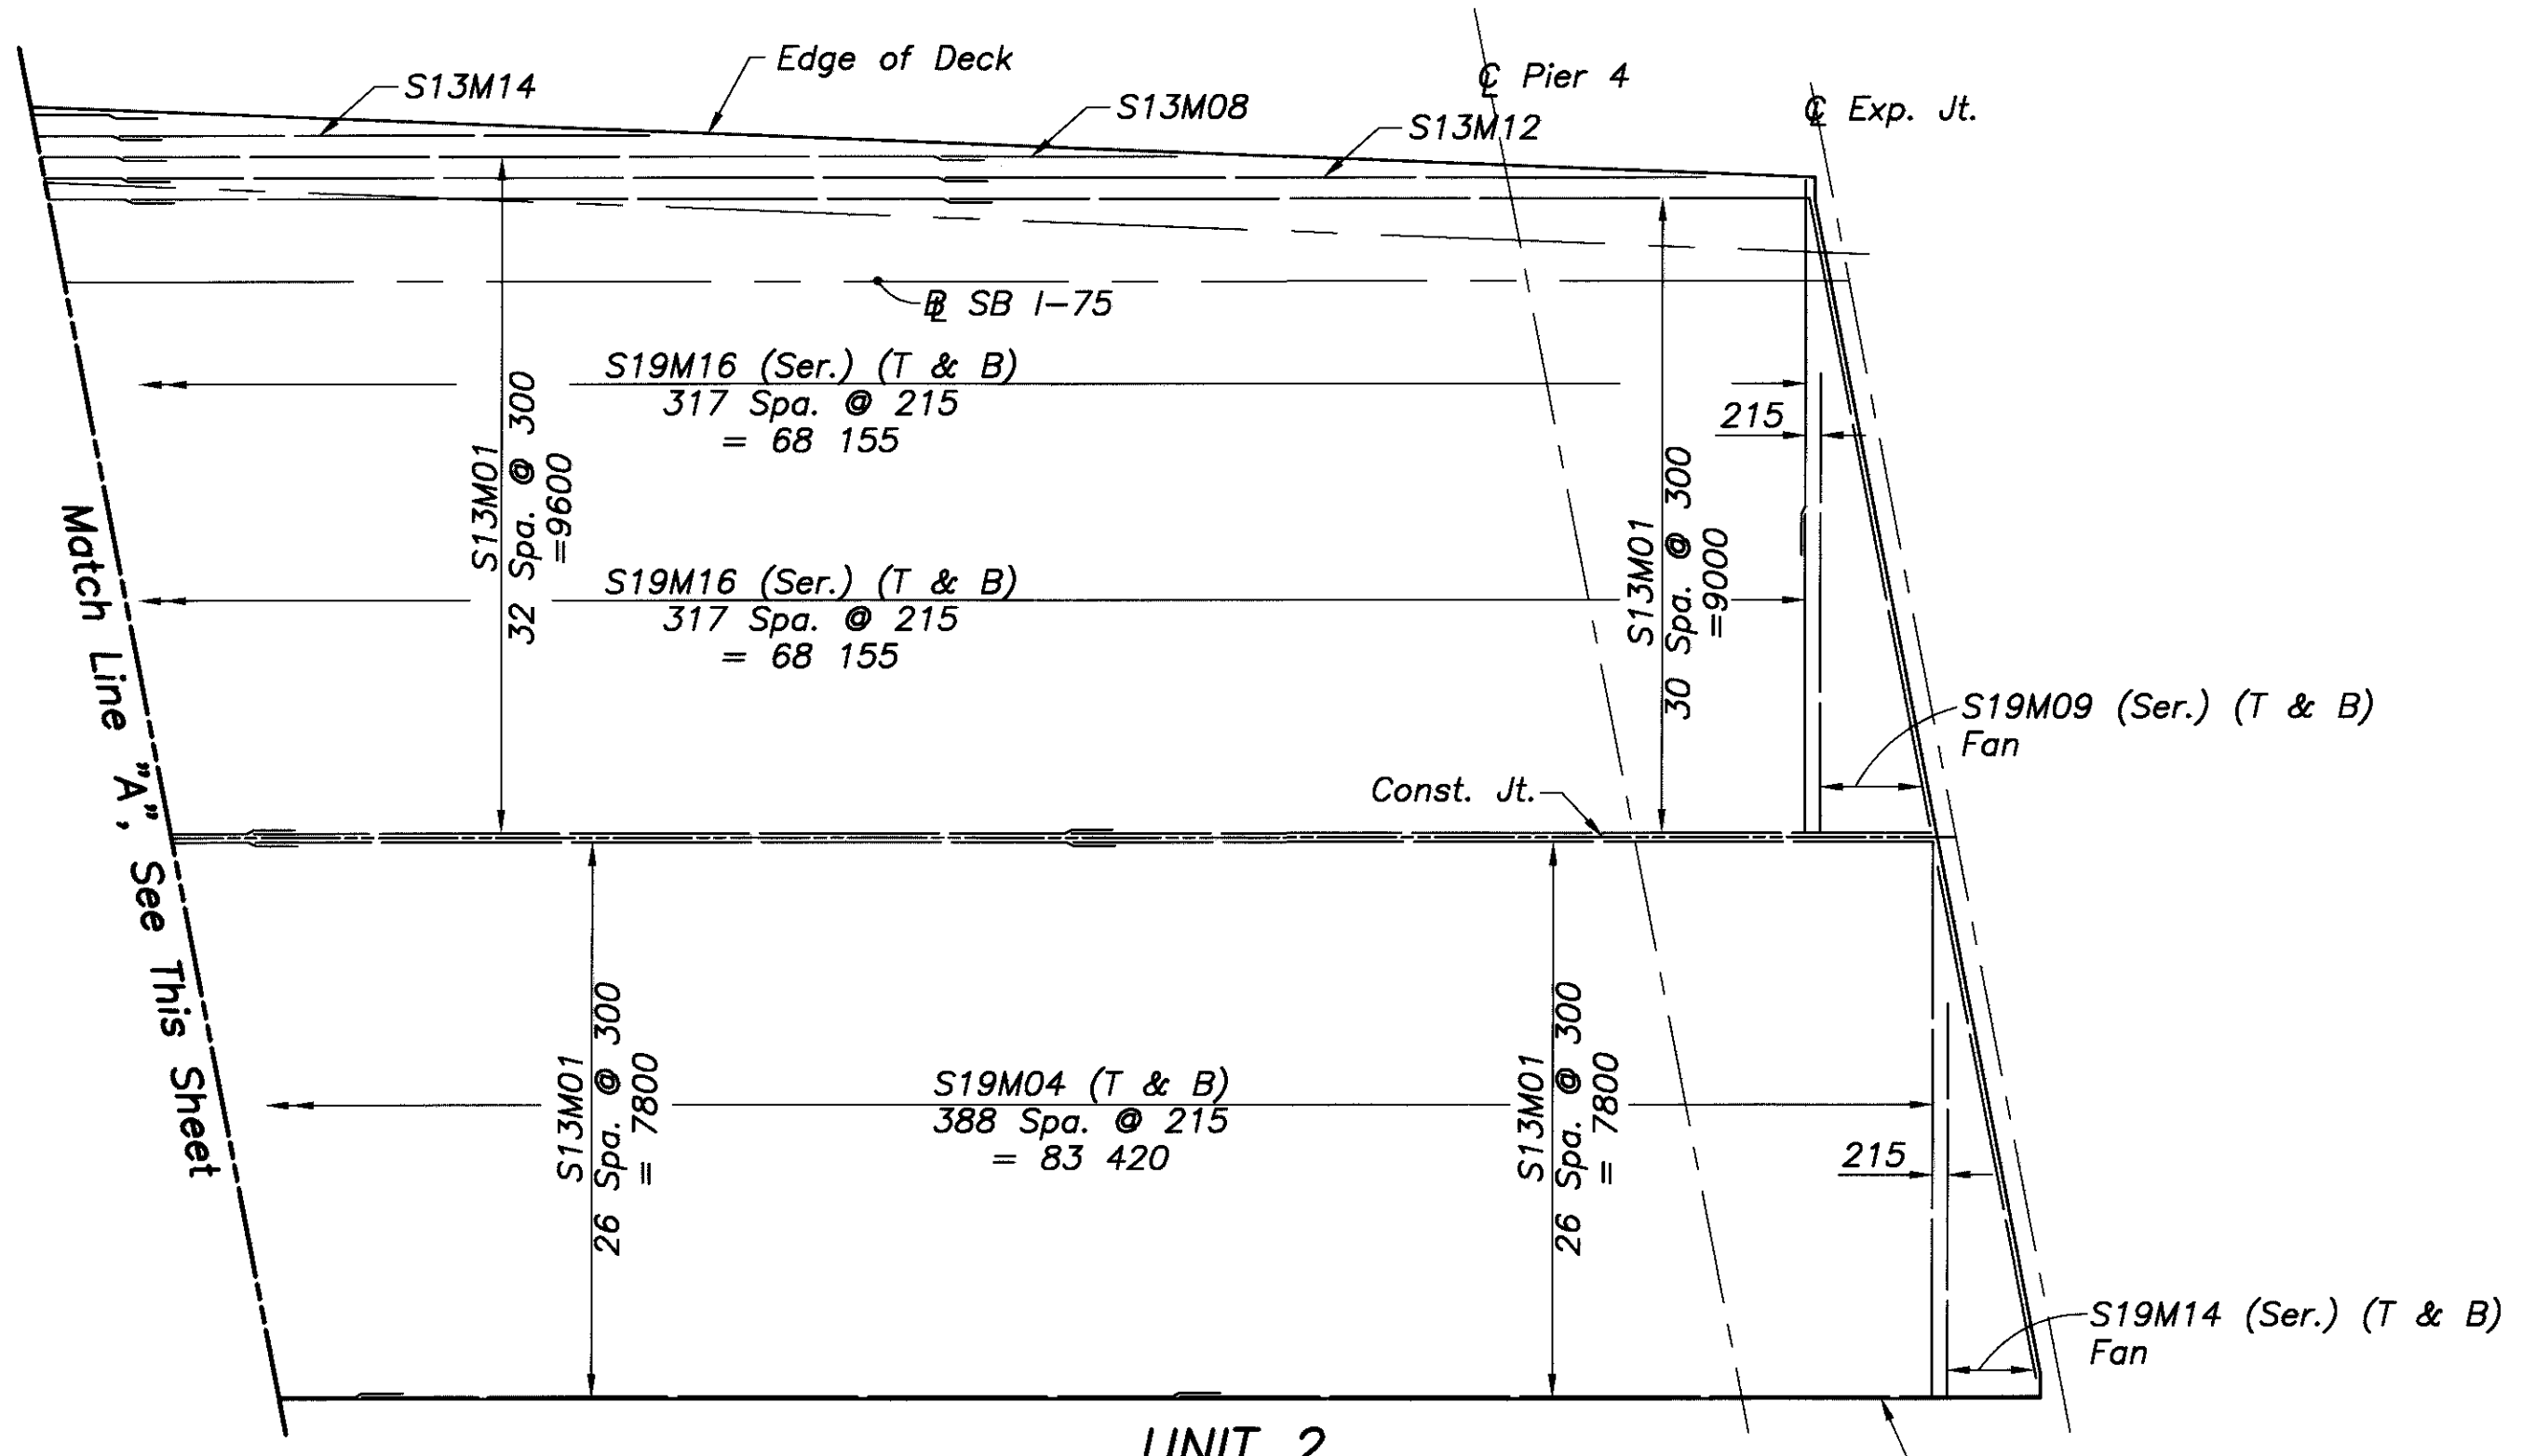 Edge of Deck
S13M14
S13M08
S13M12
℄ Pier 4
℄ Exp. Jt.
BL SB I-75
S19M16 (Ser.) (T & B)
317 Spa. @ 215
= 68 155
S13M01
32 Spa. @ 300
=9600
S19M16 (Ser.) (T & B)
317 Spa. @ 215
= 68 155
215
S13M01
30 Spa. @ 300
=9000
Match Line "A", See This Sheet
S19M09 (Ser.) (T & B)
Fan
Const. Jt.
S13M01
26 Spa. @ 300
= 7800
S19M04 (T & B)
388 Spa. @ 215
= 83 420
S13M01
26 Spa. @ 300
= 7800
215
S19M14 (Ser.) (T & B)
Fan
UNIT 2